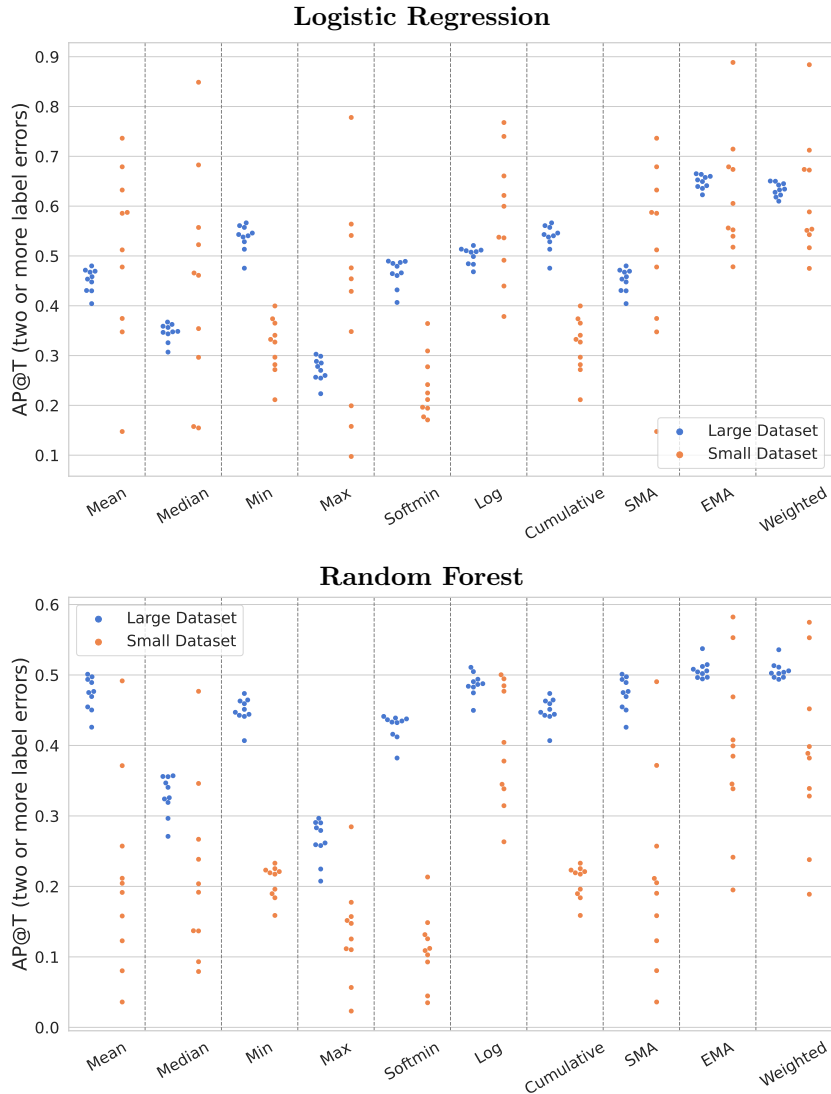 Logistic Regression
AP@T (two or more label errors)
0.9
0.8
0.7
0.6
0.5
0.4
0.3
0.2
0.1
Large Dataset
Small Dataset
Mean
Median
Min
Max
Softmin
Log
Cumulative
SMA
EMA
Weighted
Random Forest
AP@T (two or more label errors)
0.6
0.5
0.4
0.3
0.2
0.1
0.0
Large Dataset
Small Dataset
Mean
Median
Min
Max
Softmin
Log
Cumulative
SMA
EMA
Weighted